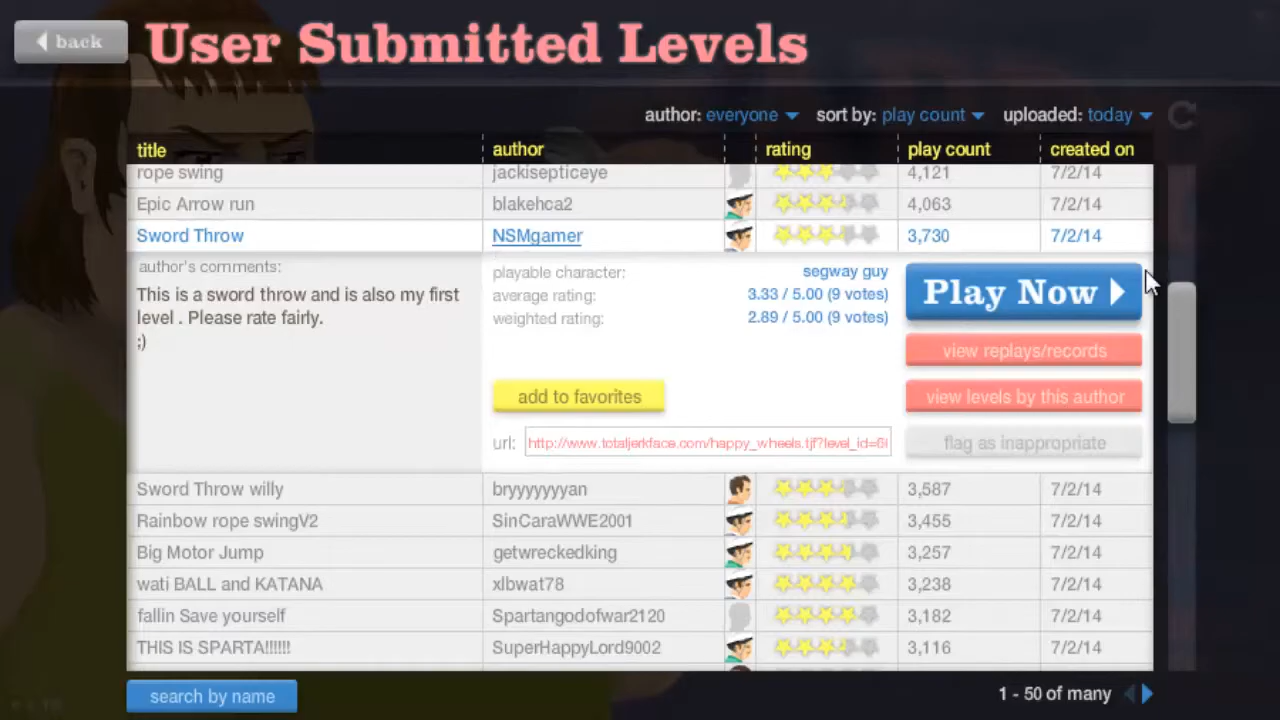 back
User Submitted Levels
author: everyone sort by: play count uploaded: today
title author rating play count created on
rope swing jackisepticeye 4,121 7/2/14
Epic Arrow run blakehca2 4,063 7/2/14
Sword Throw NSMgamer 3,730 7/2/14
author's comments:
This is a sword throw and is also my first
level . Please rate fairly.
;)
playable character: segway guy
average rating: 3.33 / 5.00 (9 votes)
weighted rating: 2.89 / 5.00 (9 votes)
add to favorites
url: http://www.totaljerkface.com/happy_wheels.tjf?level_id=6
Play Now
view replays/records
view levels by this author
flag as inappropriate
Sword Throw willy bryyyyyyan 3,587 7/2/14
Rainbow rope swingV2 SinCaraWWE2001 3,455 7/2/14
Big Motor Jump getwreckedking 3,257 7/2/14
wati BALL and KATANA xlbwat78 3,238 7/2/14
fallin Save yourself Spartangodofwar2120 3,182 7/2/14
THIS IS SPARTA!!!!!! SuperHappyLord9002 3,116 7/2/14
search by name
1 - 50 of many